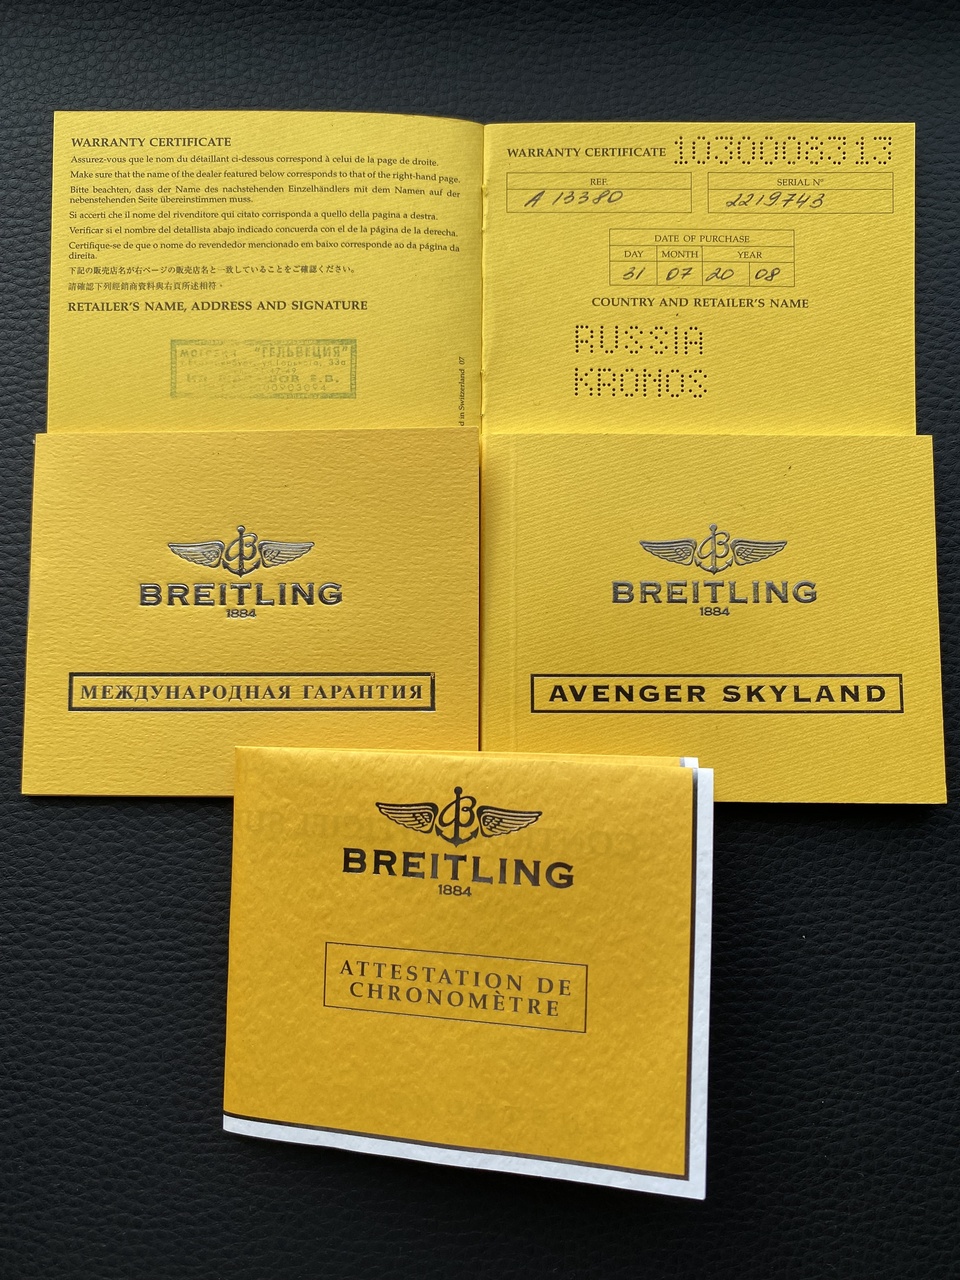 WARRANTY CERTIFICATE
Assurez-vous que le nom du détaillant ci-dessous correspond à celui de la page de droite.
Make sure that the name of the dealer featured below corresponds to that of the right-hand page.
Bitte beachten, dass der Name des nachstehenden Einzelhändlers mit dem Namen auf der
nebenstehenden Seite übereinstimmen muss.
Si accerti che il nome del rivenditore qui citato corrisponda a quello della pagina a destra.
Verificar si el nombre del detallista abajo indicado concuerda con el de la página de la derecha.
Certifique-se de que o nome do revendedor mencionado em baixo corresponde ao da página da
direita.
下記の販売店名が右ページの販売店名と一致していることをご確認ください。
請確認下列經銷商資料與右頁所述相符。
RETAILER'S NAME, ADDRESS AND SIGNATURE
"ГЕЛЬВЕЦИЯ"
d in Switzerland 07
WARRANTY CERTIFICATE 1030008313
REF. SERIAL N°
A 13380 2219743
DATE OF PURCHASE
DAY MONTH YEAR
31 07 20 08
COUNTRY AND RETAILER'S NAME
RUSSIA
KRONOS
BREITLING
1884
МЕЖДУНАРОДНАЯ ГАРАНТИЯ
BREITLING
1884
AVENGER SKYLAND
BREITLING
1884
ATTESTATION DE
CHRONOMÈTRE